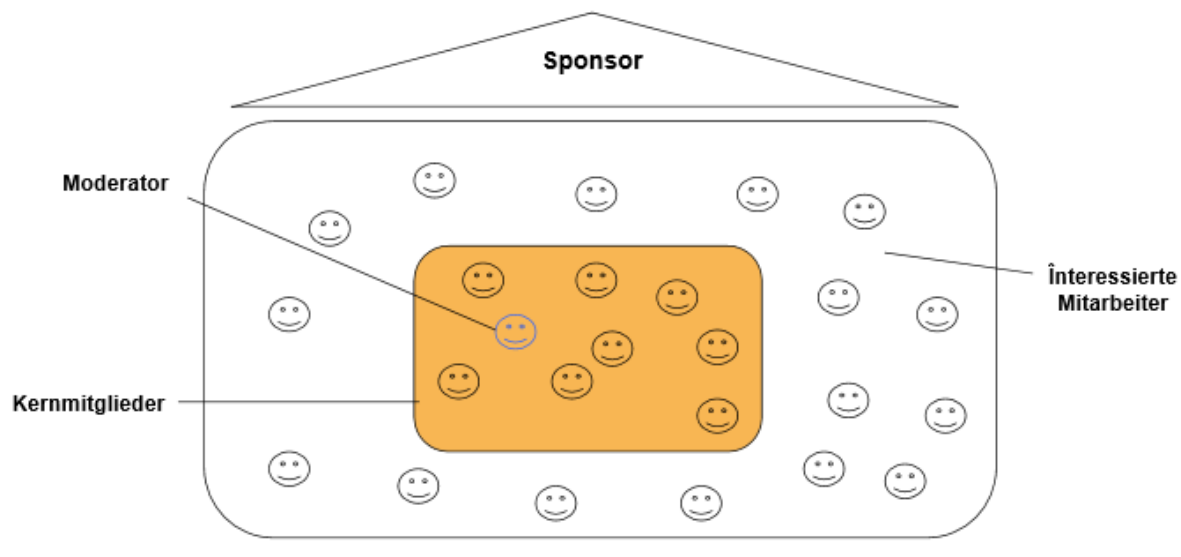 Sponsor
Moderator
Înteressierte
Mitarbeiter
Kernmitglieder